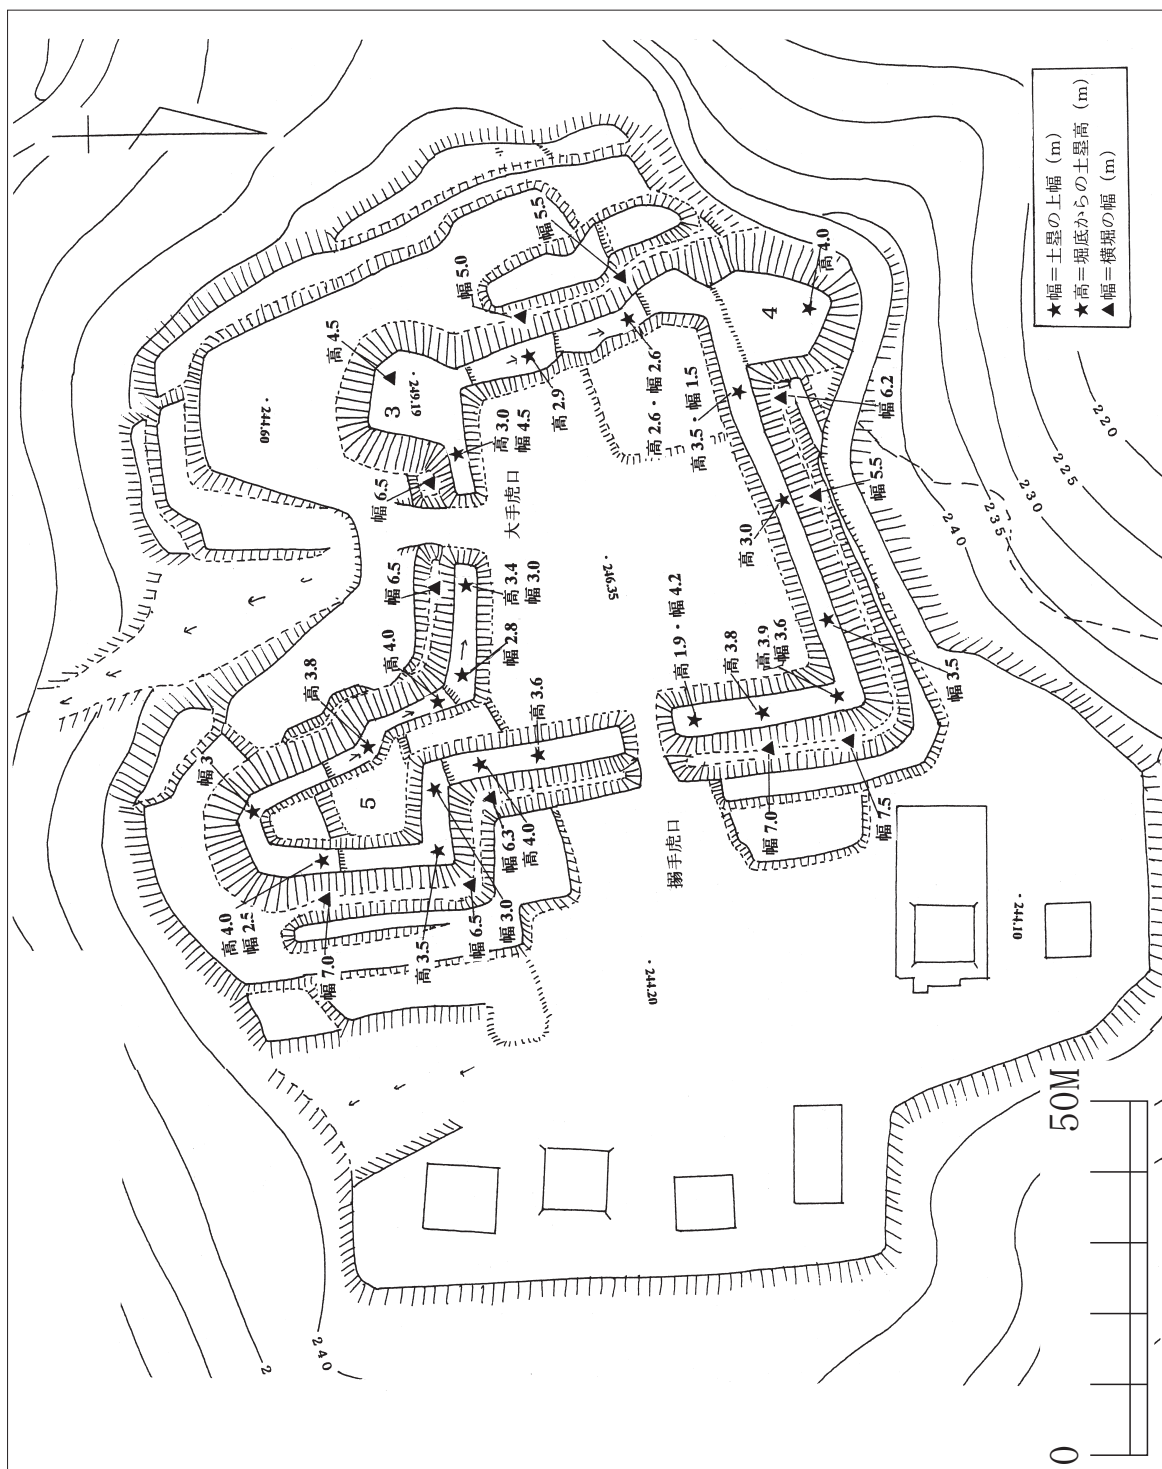 ★幅＝土塁の上幅 (m)
★高＝堀底からの土塁高 (m)
▲幅＝横堀の幅 (m)
高 4.0
4
幅 5.5
幅 5.0
高 4.5
3
・249.19
・244.60
幅 6.5
高 3.0
幅 4.5
高 2.9
高 2.6・幅 2.6
高 3.5・幅 1.5
幅 6.2
幅 5.5
高 3.0
220
225
230
235
240
大手虎口
・246.35
幅 6.5
高 3.4
幅 3.0
幅 2.8
高 4.0
高 3.8
高 3.6
高 1.9・幅 4.2
高 3.8
高 3.9
幅 3.6
幅 3.5
幅 3
5
幅 6.3
高 4.0
搦手虎口
幅 7.0
幅 7.5
高 4.0
幅 2.5
幅 7.0
高 3.5
幅 6.5
幅 3.0
・244.20
・244.10
240
2
0
50M